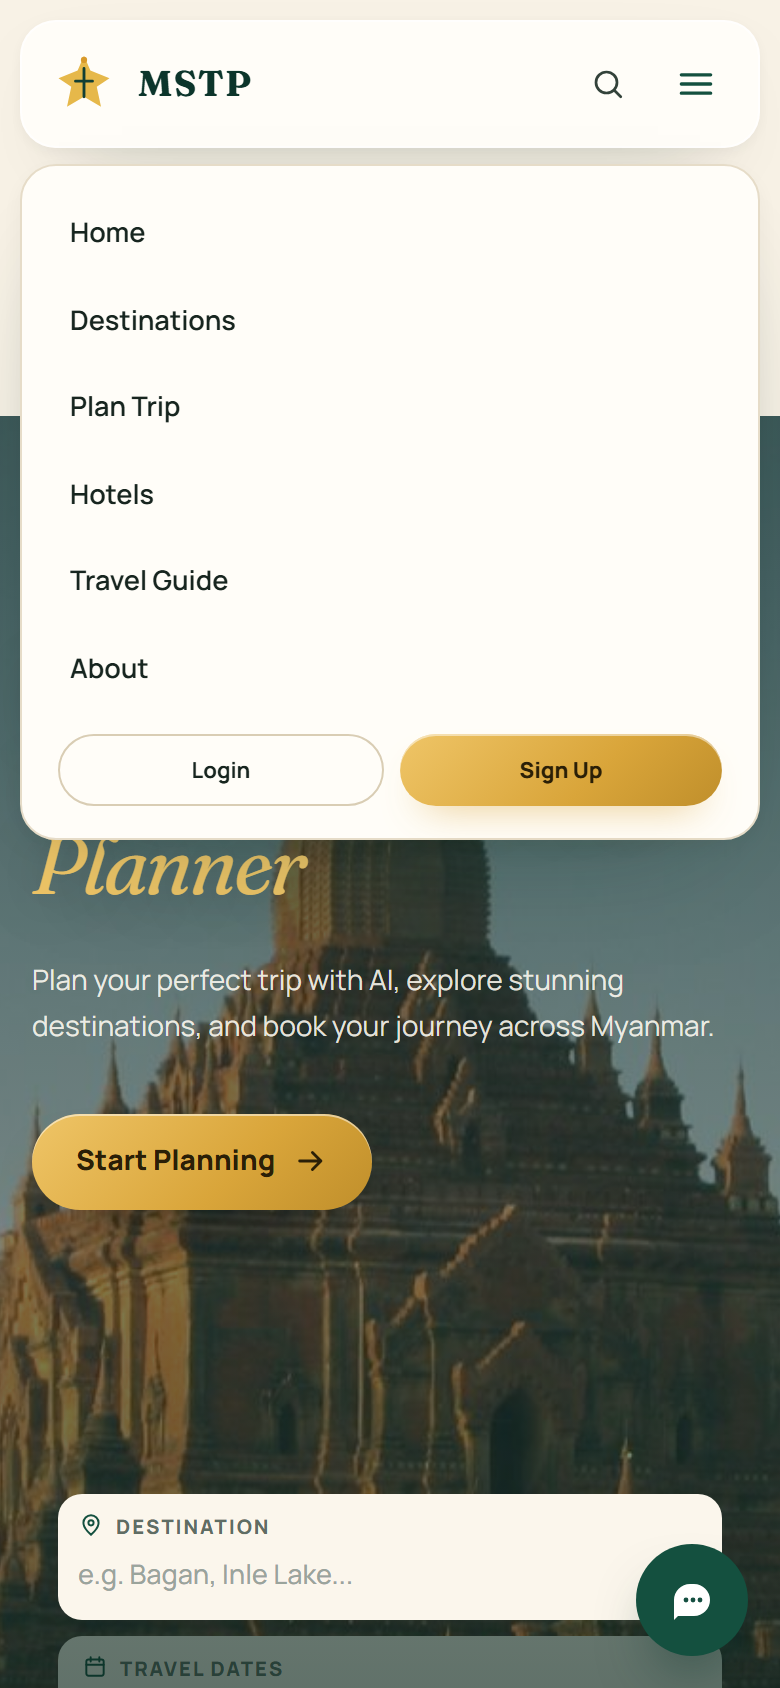 MSTP
Home
Destinations
Plan Trip
Hotels
Travel Guide
About
Login
Sign Up
Planner
Plan your perfect trip with AI, explore stunning
destinations, and book your journey across Myanmar.
Start Planning
DESTINATION
e.g. Bagan, Inle Lake...
TRAVEL DATES